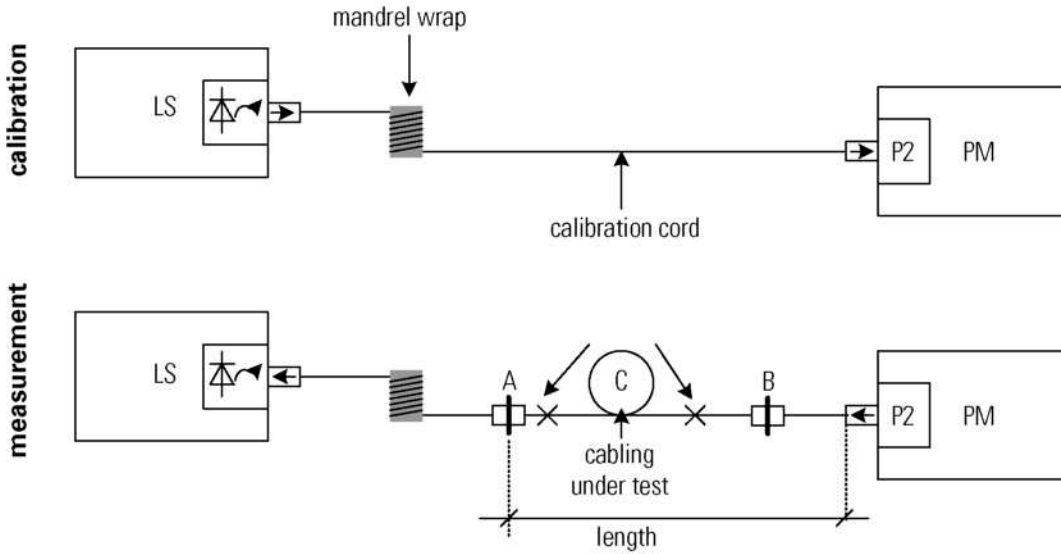 calibration
mandrel wrap
LS
P2
PM
calibration cord
measurement
LS
A
C
B
P2
PM
cabling
under test
length